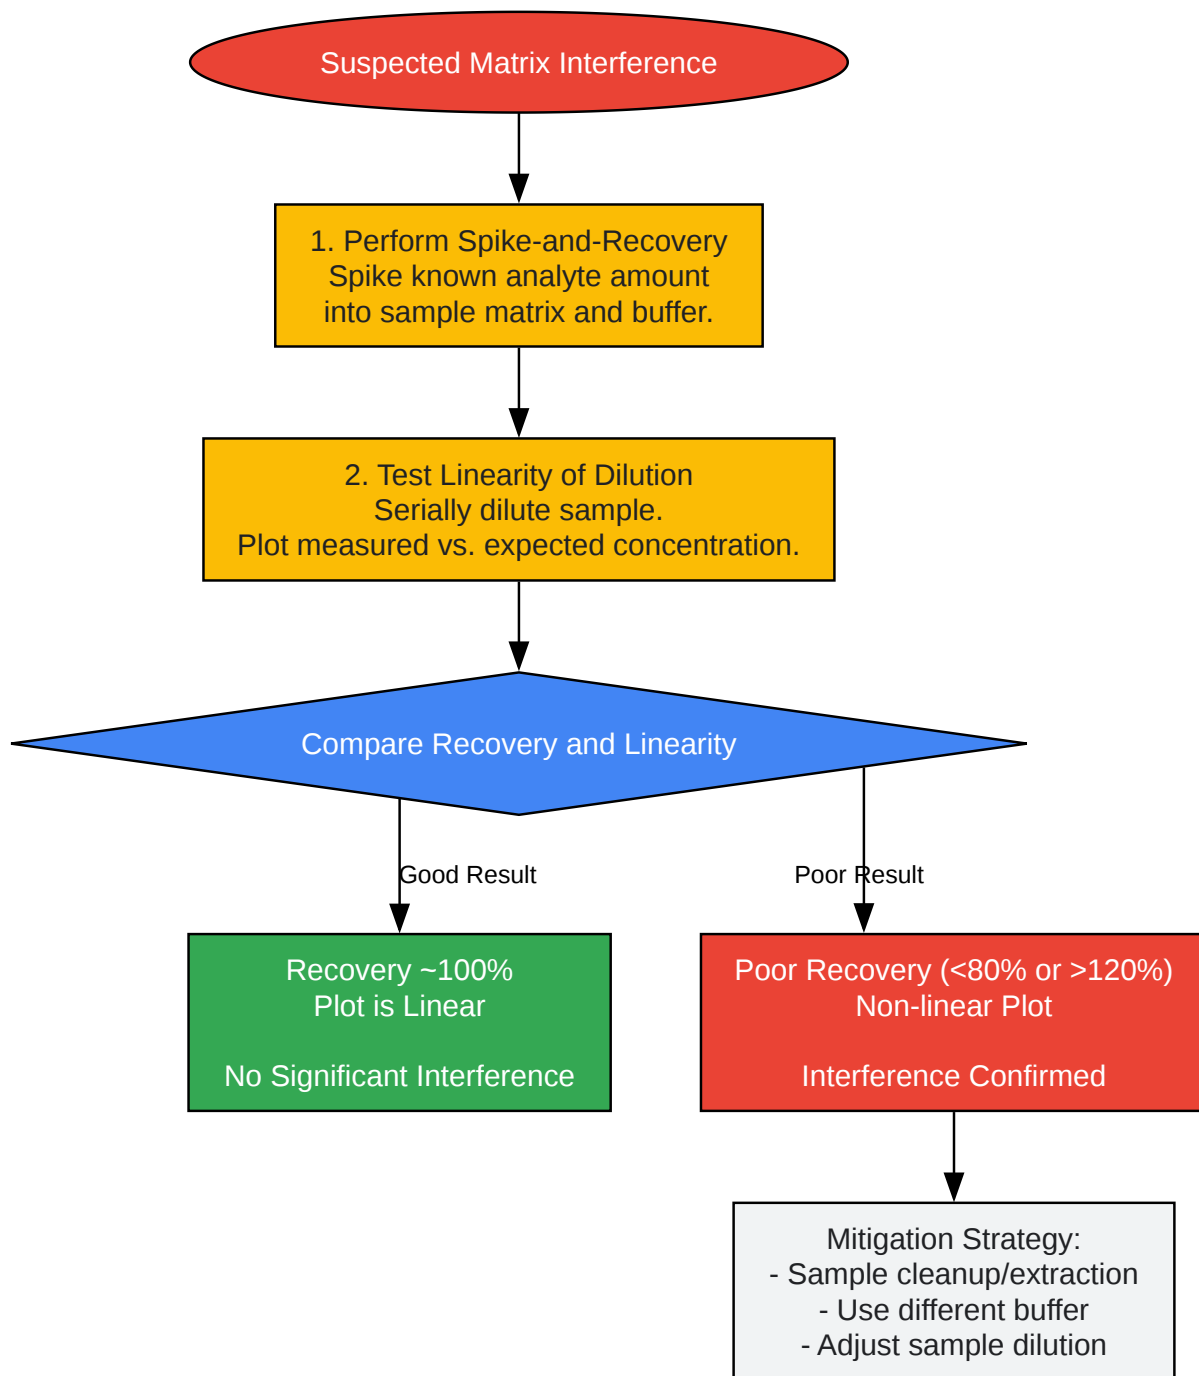 Suspected Matrix Interference
1. Perform Spike-and-Recovery
Spike known analyte amount
into sample matrix and buffer.
2. Test Linearity of Dilution
Serially dilute sample.
Plot measured vs. expected concentration.
Compare Recovery and Linearity
Good Result
Poor Result
Recovery ~100%
Plot is Linear
No Significant Interference
Poor Recovery (<80% or >120%)
Non-linear Plot
Interference Confirmed
Mitigation Strategy:
- Sample cleanup/extraction
- Use different buffer
- Adjust sample dilution